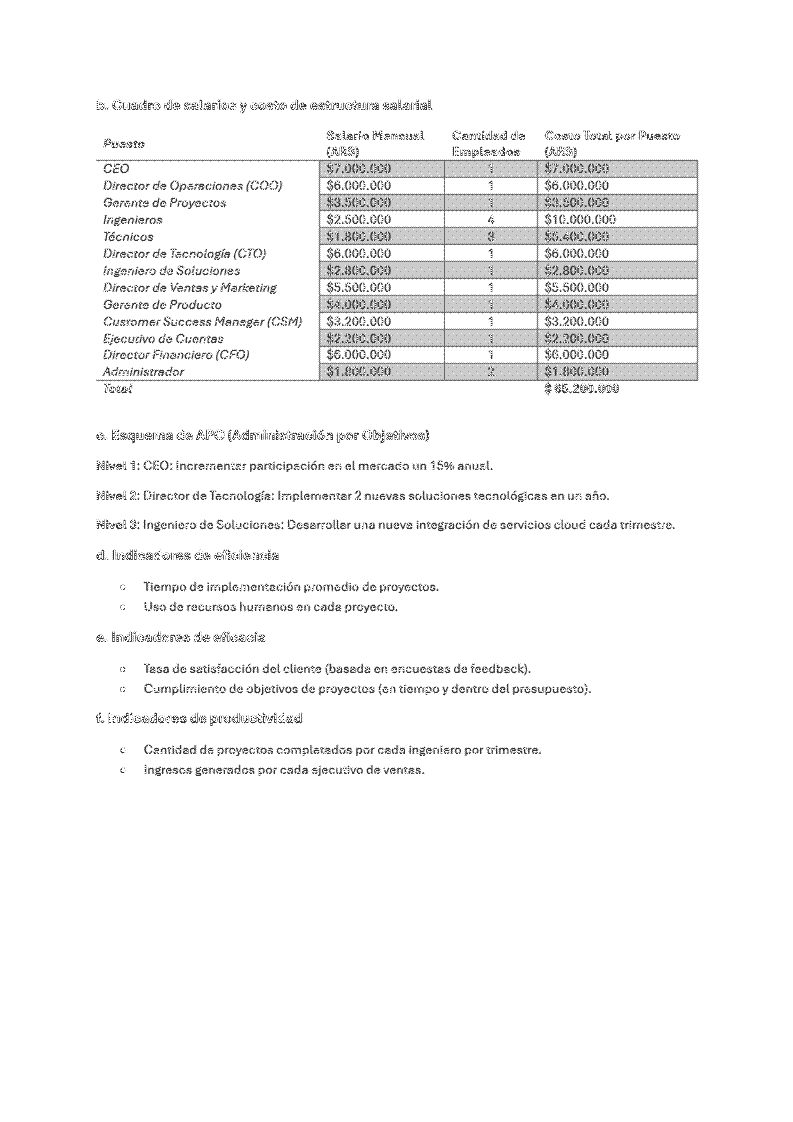 b. Cuadro de salarios y costo de estructura salarial
Puesto Salario Mensual (ARS) Cantidad de Empleados Costo Total por Puesto (ARS)
CEO $7.000.000 1 $7.000.000
Director de Operaciones (COO) $6.000.000 1 $6.000.000
Gerente de Proyectos $3.500.000 1 $3.500.000
Ingenieros $2.500.000 4 $10.000.000
Técnicos $1.800.000 3 $5.400.000
Director de Tecnología (CTO) $6.000.000 1 $6.000.000
Ingeniero de Soluciones $2.800.000 1 $2.800.000
Director de Ventas y Marketing $5.500.000 1 $5.500.000
Gerente de Producto $4.000.000 1 $4.000.000
Customer Success Manager (CSM) $3.200.000 1 $3.200.000
Ejecutivo de Cuentas $2.200.000 1 $2.200.000
Director Financiero (CFO) $6.000.000 1 $6.000.000
Administrador $1.800.000 2 $1.800.000
Total $ 65.200.000
c. Esquema de APO (Administración por Objetivos)
Nivel 1: CEO: Incrementar participación en el mercado un 15% anual.
Nivel 2: Director de Tecnología: Implementar 2 nuevas soluciones tecnológicas en un año.
Nivel 3: Ingeniero de Soluciones: Desarrollar una nueva integración de servicios cloud cada trimestre.
d. Indicadores de eficiencia
o Tiempo de implementación promedio de proyectos.
o Uso de recursos humanos en cada proyecto.
e. Indicadores de eficacia
o Tasa de satisfacción del cliente (basada en encuestas de feedback).
o Cumplimiento de objetivos de proyectos (en tiempo y dentro del presupuesto).
f. Indicadores de productividad
o Cantidad de proyectos completados por cada ingeniero por trimestre.
o Ingresos generados por cada ejecutivo de ventas.